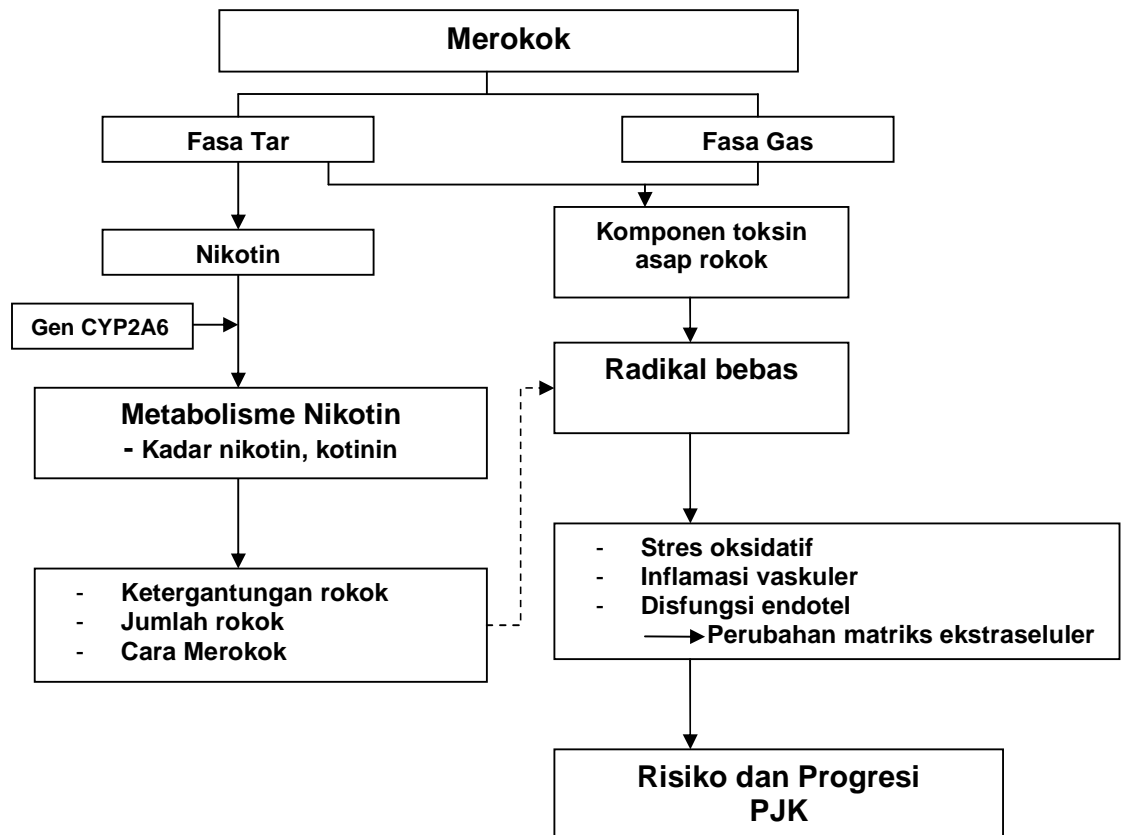 Merokok
Fasa Tar
Fasa Gas
Nikotin
Komponen toksin
asap rokok
Gen CYP2A6
Radikal bebas
Metabolisme Nikotin
- Kadar nikotin, kotinin
- Stres oksidatif
- Inflamasi vaskuler
- Disfungsi endotel
Perubahan matriks ekstraseluler
- Ketergantungan rokok
- Jumlah rokok
- Cara Merokok
Risiko dan Progresi
PJK